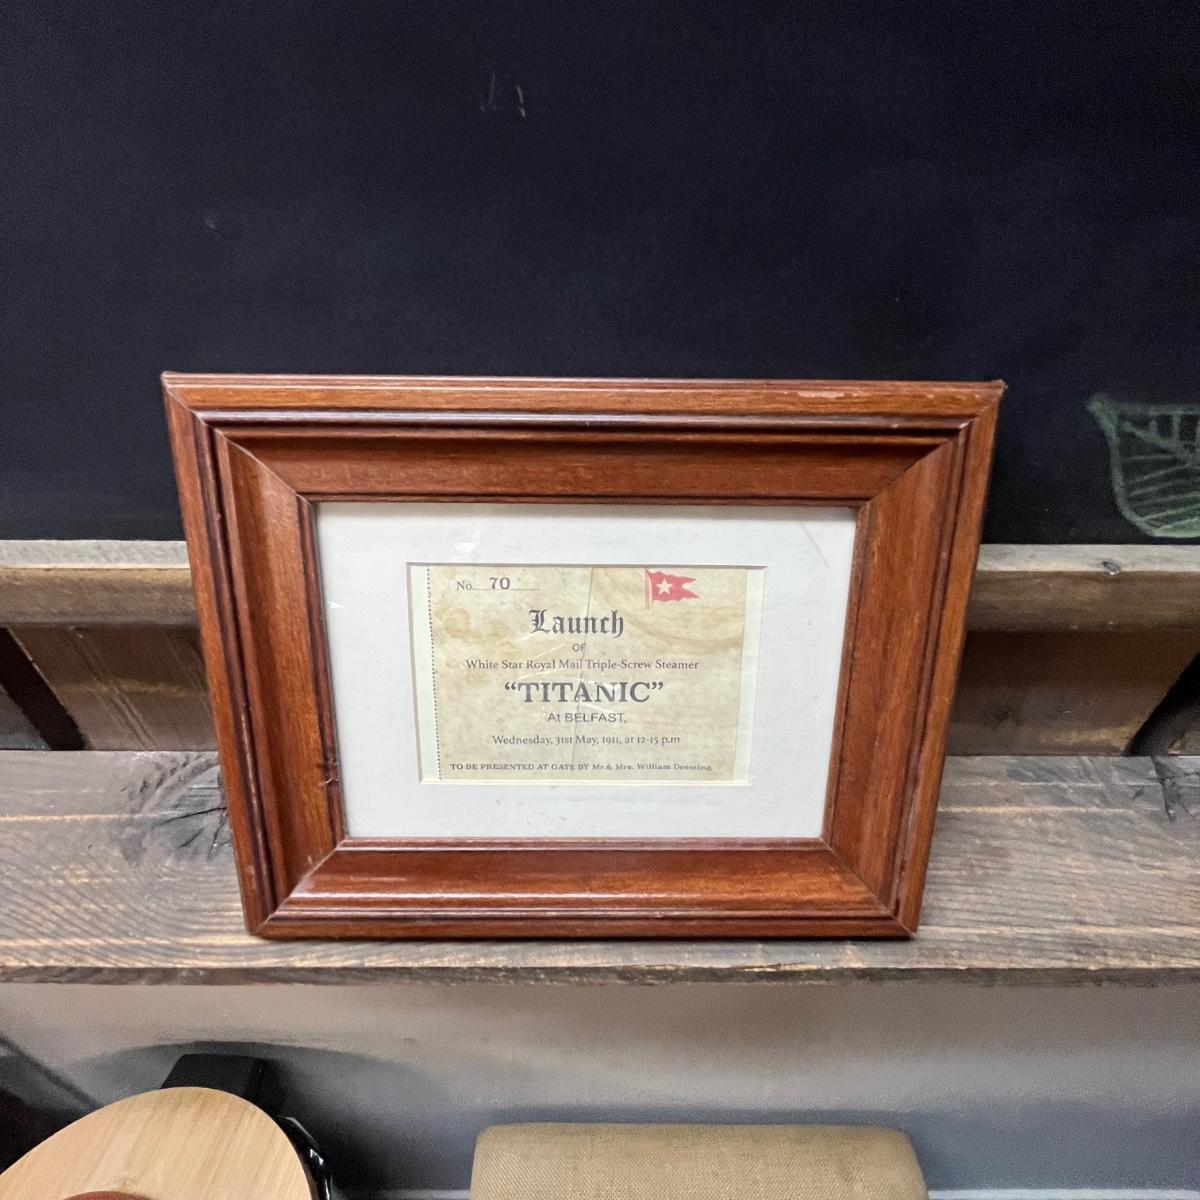 No. 70
Launch
OF
White Star Royal Mail Triple-Screw Steamer
“TITANIC”
At BELFAST,
Wednesday, 31st May, 1911, at 12-15 p.m
TO BE PRESENTED AT GATE BY Mr.& Mrs. William Deeming.